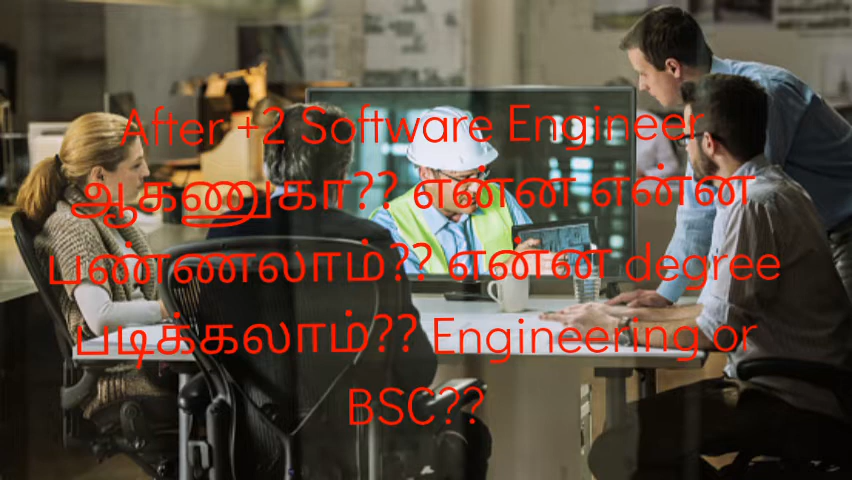 After +2 Software Engineer
ஆகணுகா?? என்ன என்ன
பண்ணலாம்?? என்ன degree
படிக்கலாம்?? Engineering or
BSC??